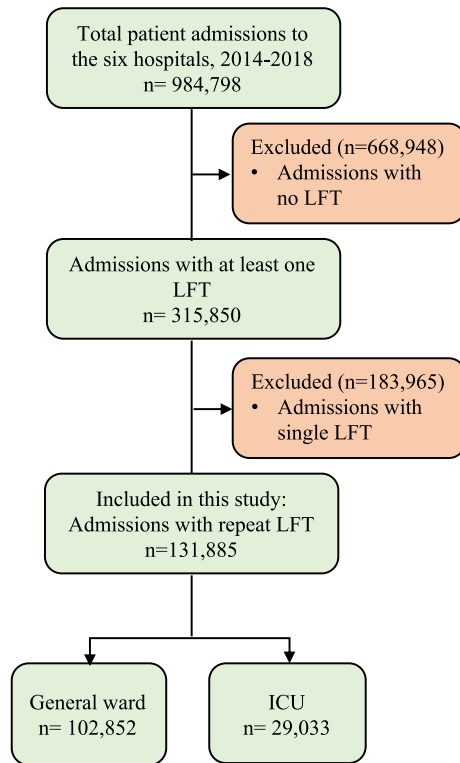 Total patient admissions to
the six hospitals, 2014-2018
n= 984,798
Excluded (n=668,948)
• Admissions with
no LFT
Admissions with at least one
LFT
n= 315,850
Excluded (n=183,965)
• Admissions with
single LFT
Included in this study:
Admissions with repeat LFT
n=131,885
General ward
n= 102,852
ICU
n= 29,033